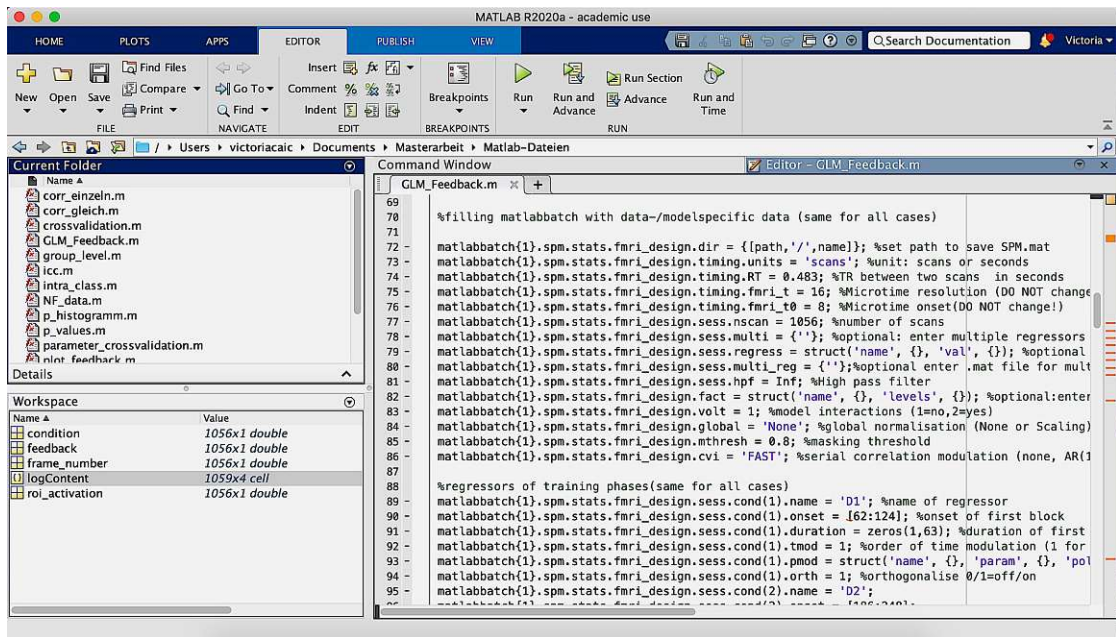 MATLAB R2020a - academic use
HOME PLOTS APPS EDITOR PUBLISH VIEW Search Documentation Victoria
New Open Save Find Files Compare Print
Go To Find
Insert fx Comment % Indent
Breakpoints
Run Run and Advance Run Section Advance Run and Time
FILE NAVIGATE EDIT BREAKPOINTS RUN
/ Users victoriacaic Documents Masterarbeit Matlab-Dateien
Current Folder
Name
corr_einzeln.m
corr_gleich.m
crossvalidation.m
GLM_Feedback.m
group_level.m
icc.m
intra_class.m
NF_data.m
p_histogramm.m
p_values.m
parameter_crossvalidation.m
plot_feedback.m
Details
Workspace
Name Value
condition 1056x1 double
feedback 1056x1 double
frame_number 1056x1 double
logContent 1059x4 cell
roi_activation 1056x1 double
Command Window
Editor - GLM_Feedback.m
GLM_Feedback.m × +
69
70 %filling matlabbatch with data-/modelspecific data (same for all cases)
71
72 - matlabbatch{1}.spm.stats.fmri_design.dir = {[path,'/',name]}; %set path to save SPM.mat
73 - matlabbatch{1}.spm.stats.fmri_design.timing.units = 'scans'; %unit: scans or seconds
74 - matlabbatch{1}.spm.stats.fmri_design.timing.RT = 0.483; %TR between two scans in seconds
75 - matlabbatch{1}.spm.stats.fmri_design.timing.fmri_t = 16; %Microtime resolution (DO NOT change
76 - matlabbatch{1}.spm.stats.fmri_design.timing.fmri_t0 = 8; %Microtime onset(DO NOT change!)
77 - matlabbatch{1}.spm.stats.fmri_design.sess.nscan = 1056; %number of scans
78 - matlabbatch{1}.spm.stats.fmri_design.sess.multi = {''}; %optional: enter multiple regressors
79 - matlabbatch{1}.spm.stats.fmri_design.sess.regress = struct('name', {}, 'val', {}); %optional
80 - matlabbatch{1}.spm.stats.fmri_design.sess.multi_reg = {''};%optional enter .mat file for mult
81 - matlabbatch{1}.spm.stats.fmri_design.sess.hpf = Inf; %High pass filter
82 - matlabbatch{1}.spm.stats.fmri_design.fact = struct('name', {}, 'levels', {}); %optional:enter
83 - matlabbatch{1}.spm.stats.fmri_design.volt = 1; %model interactions (1=no,2=yes)
84 - matlabbatch{1}.spm.stats.fmri_design.global = 'None'; %global normalisation (None or Scaling)
85 - matlabbatch{1}.spm.stats.fmri_design.mthresh = 0.8; %masking threshold
86 - matlabbatch{1}.spm.stats.fmri_design.cvi = 'FAST'; %serial correlation modulation (none, AR(1
87
88 %regressors of training phases(same for all cases)
89 - matlabbatch{1}.spm.stats.fmri_design.sess.cond(1).name = 'D1'; %name of regressor
90 - matlabbatch{1}.spm.stats.fmri_design.sess.cond(1).onset = [62:124]; %onset of first block
91 - matlabbatch{1}.spm.stats.fmri_design.sess.cond(1).duration = zeros(1,63); %duration of first
92 - matlabbatch{1}.spm.stats.fmri_design.sess.cond(1).tmod = 1; %order of time modulation (1 for
93 - matlabbatch{1}.spm.stats.fmri_design.sess.cond(1).pmod = struct('name', {}, 'param', {}, 'pol
94 - matlabbatch{1}.spm.stats.fmri_design.sess.cond(1).orth = 1; %orthogonalise 0/1=off/on
95 - matlabbatch{1}.spm.stats.fmri_design.sess.cond(2).name = 'D2';